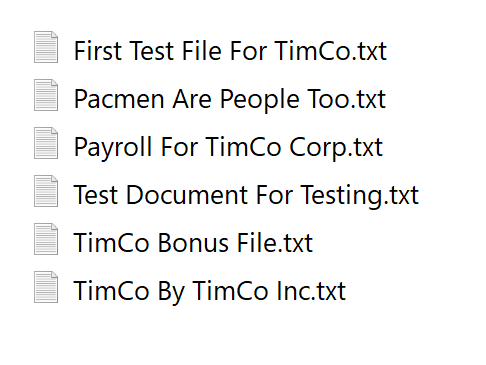 First Test File For TimCo.txt
Pacmen Are People Too.txt
Payroll For TimCo Corp.txt
Test Document For Testing.txt
TimCo Bonus File.txt
TimCo By TimCo Inc.txt